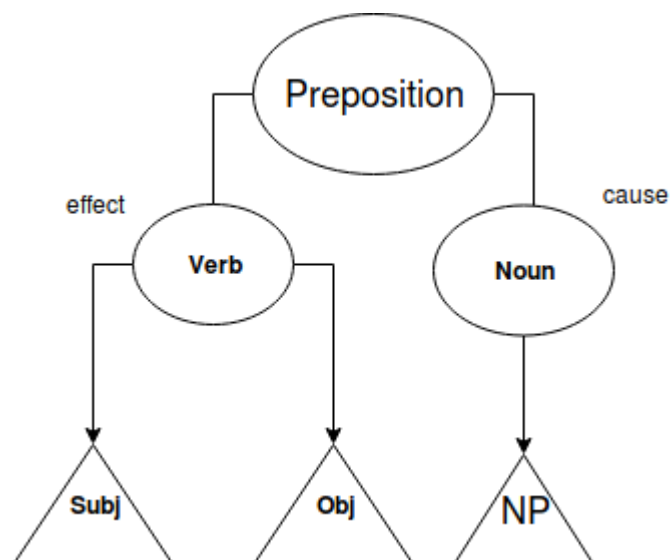 Preposition
effect
cause
Verb
Noun
Subj
Obj
NP